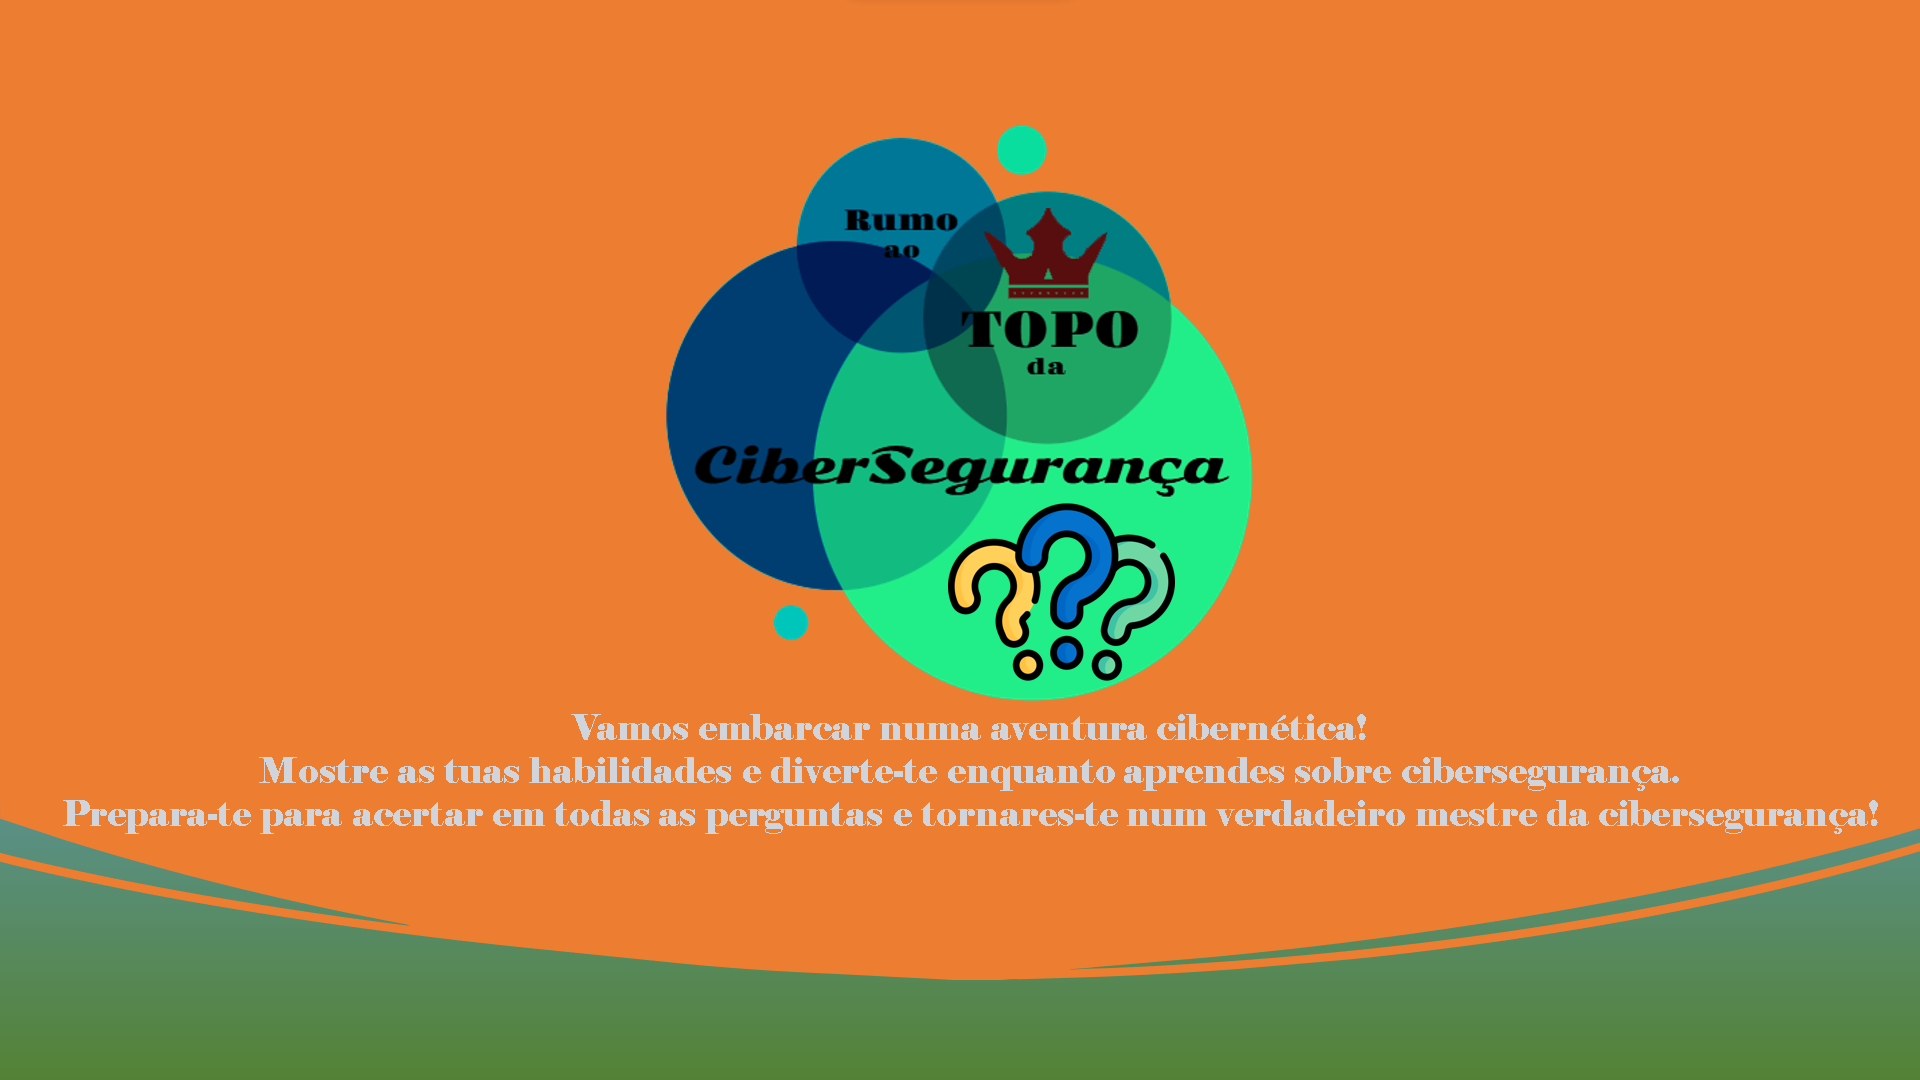 Rumo
ao
TOPO
da
CiberSegurança
Vamos embarcar numa aventura cibernética!
Mostre as tuas habilidades e diverte-te enquanto aprendes sobre cibersegurança.
Prepara-te para acertar em todas as perguntas e tornares-te num verdadeiro mestre da cibersegurança!